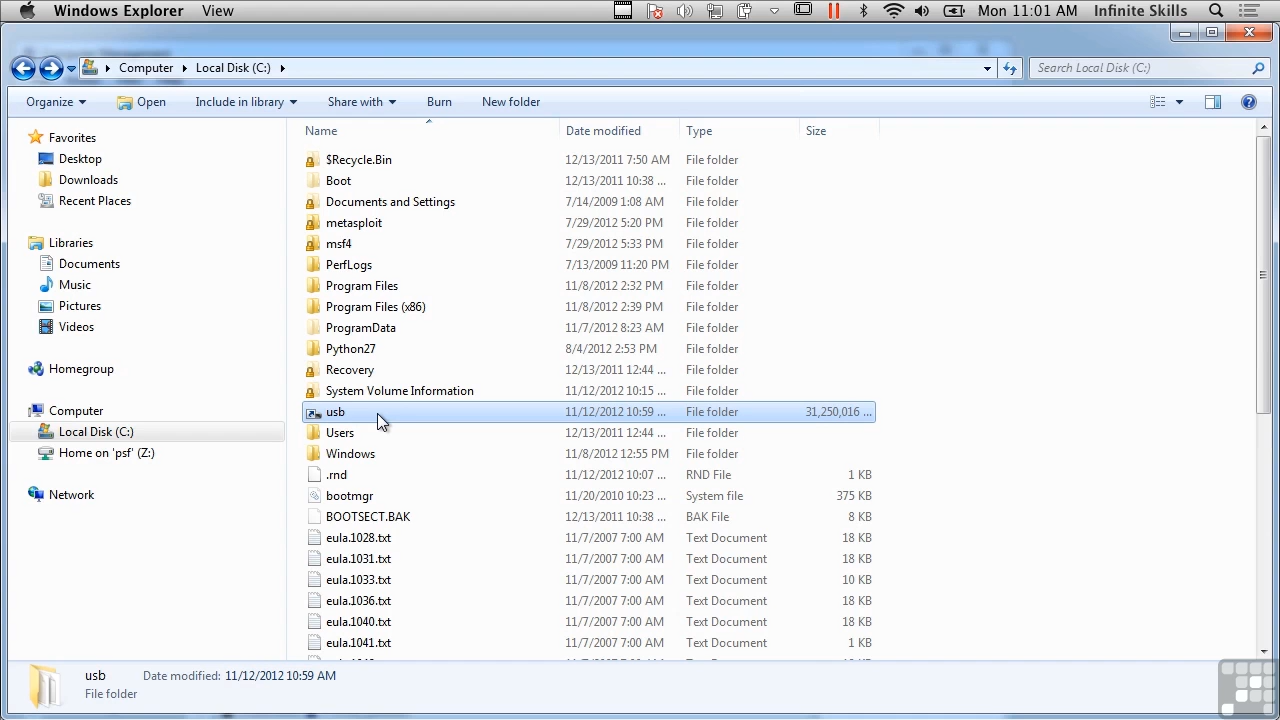 Windows Explorer View Mon 11:01 AM Infinite Skills
Computer Local Disk (C:) Search Local Disk (C:)
Organize Open Include in library Share with Burn New folder
Name Date modified Type Size
Favorites
Desktop
Downloads
Recent Places
Libraries
Documents
Music
Pictures
Videos
Homegroup
Computer
Local Disk (C:)
Home on 'psf' (Z:)
Network
$Recycle.Bin 12/13/2011 7:50 AM File folder
Boot 12/13/2011 10:38 ... File folder
Documents and Settings 7/14/2009 1:08 AM File folder
metasploit 7/29/2012 5:20 PM File folder
msf4 7/29/2012 5:33 PM File folder
PerfLogs 7/13/2009 11:20 PM File folder
Program Files 11/8/2012 2:32 PM File folder
Program Files (x86) 11/8/2012 2:39 PM File folder
ProgramData 11/7/2012 8:23 AM File folder
Python27 8/4/2012 2:53 PM File folder
Recovery 12/13/2011 12:44 ... File folder
System Volume Information 11/12/2012 10:15 ... File folder
usb 11/12/2012 10:59 ... File folder 31,250,016 ...
Users 12/13/2011 12:44 ... File folder
Windows 11/8/2012 12:55 PM File folder
.rnd 11/12/2012 10:07 ... RND File 1 KB
bootmgr 11/20/2010 10:23 ... System file 375 KB
BOOTSECT.BAK 12/13/2011 10:38 ... BAK File 8 KB
eula.1028.txt 11/7/2007 7:00 AM Text Document 18 KB
eula.1031.txt 11/7/2007 7:00 AM Text Document 18 KB
eula.1033.txt 11/7/2007 7:00 AM Text Document 10 KB
eula.1036.txt 11/7/2007 7:00 AM Text Document 18 KB
eula.1040.txt 11/7/2007 7:00 AM Text Document 18 KB
eula.1041.txt 11/7/2007 7:00 AM Text Document 1 KB
usb Date modified: 11/12/2012 10:59 AM
File folder